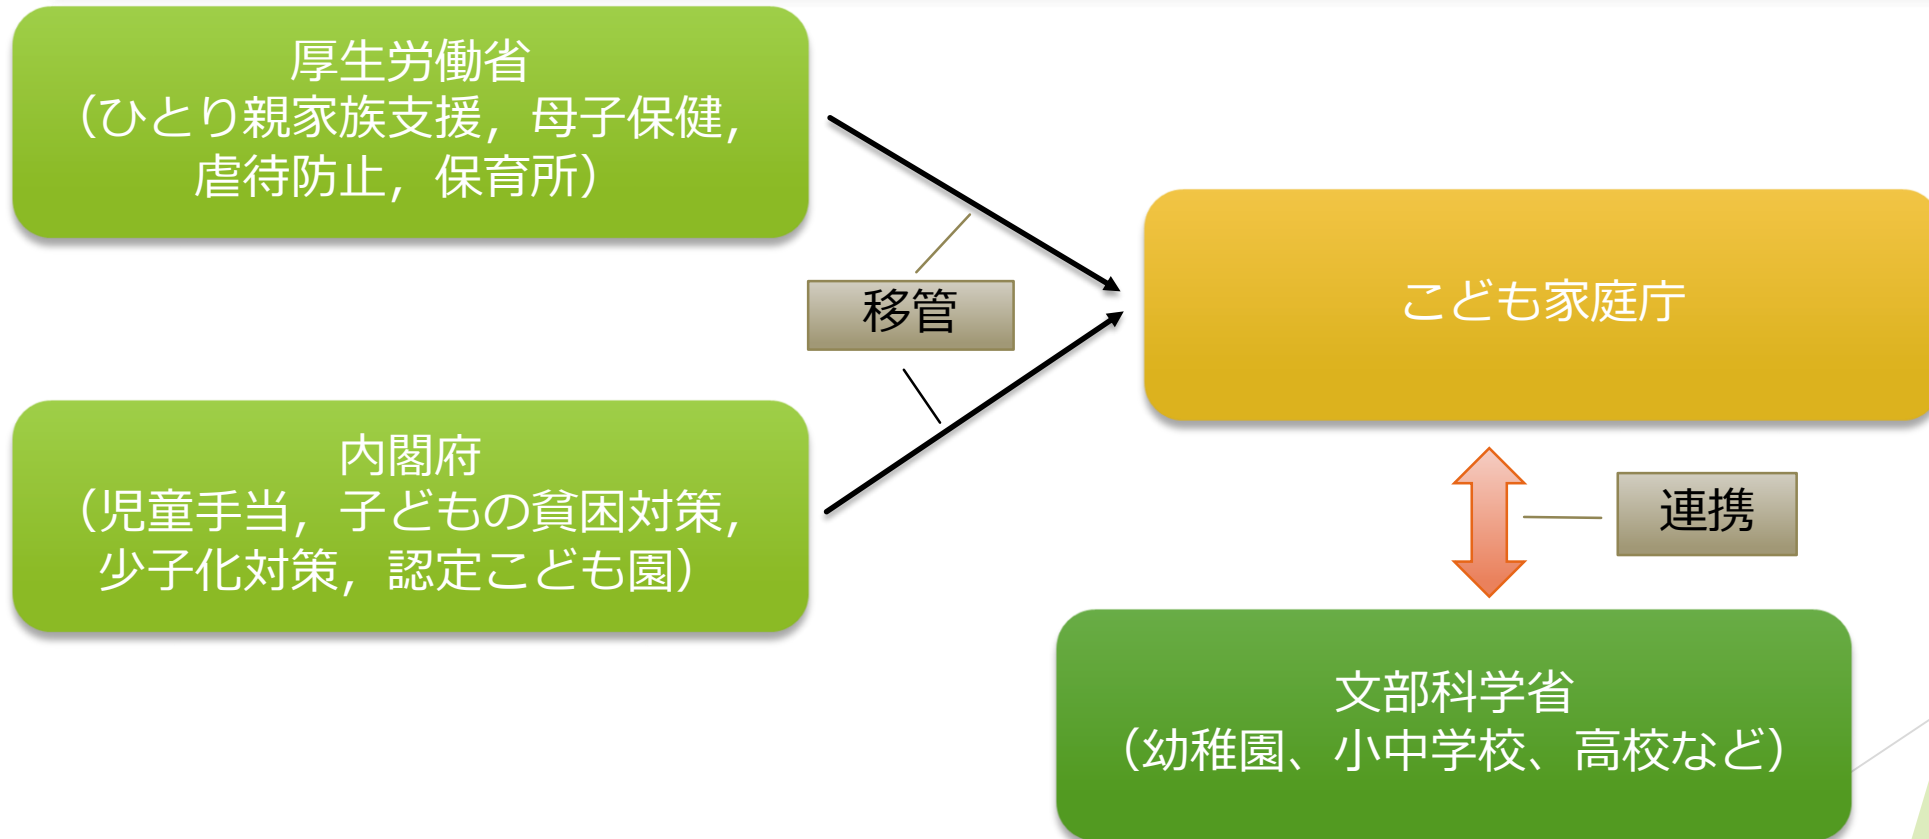 厚生労働省
（ひとり親家族支援，母子保健，
虐待防止，保育所）
移管
こども家庭庁
内閣府
（児童手当，子どもの貧困対策，
少子化対策，認定こども園）
連携
文部科学省
（幼稚園、小中学校、高校など）